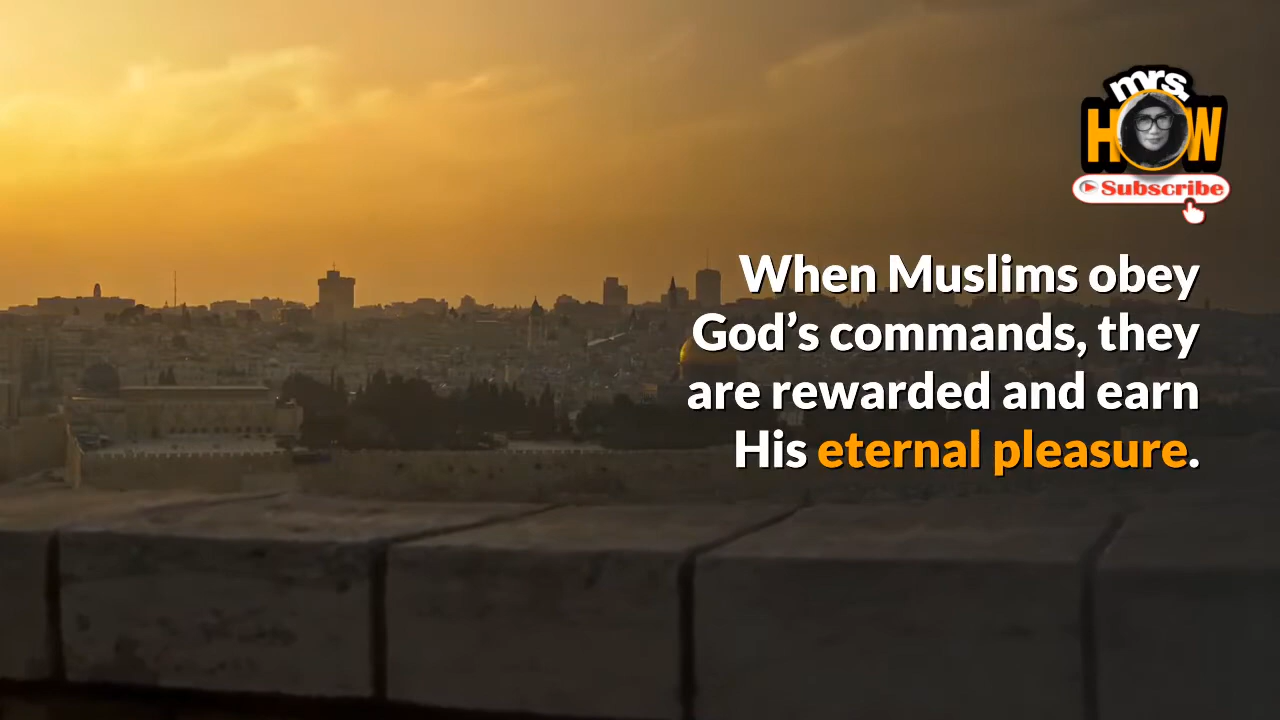 mrs.
HOW
Subscribe
When Muslims obey
God’s commands, they
are rewarded and earn
His eternal pleasure.